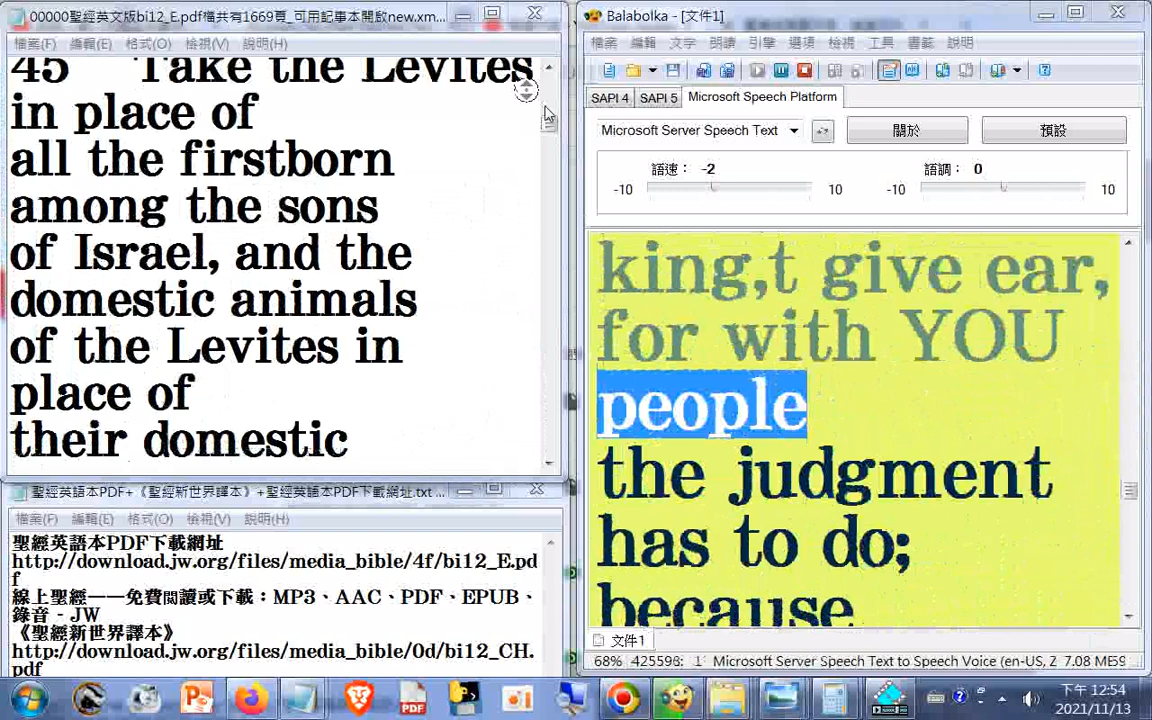 00000聖經英文版bi12_E.pdf檔共有1669頁_可用記事本開啟new.xm...
檔案(F) 編輯(E) 格式(O) 檢視(V) 說明(H)
45 Take the Levites
in place of
all the firstborn
among the sons
of Israel, and the
domestic animals
of the Levites in
place of
their domestic
聖經英語本PDF+《聖經新世界譯本》+聖經英語本PDF下載網址.txt ...
檔案(F) 編輯(E) 格式(O) 檢視(V) 說明(H)
聖經英語本PDF下載網址
http://download.jw.org/files/media_bible/4f/bi12_E.pd
f
線上聖經——免費閱讀或下載：MP3、AAC、PDF、EPUB、
錄音 - JW
《聖經新世界譯本》
http://download.jw.org/files/media_bible/0d/bi12_CH.
pdf
Balabolka - [文件1]
檔案 編輯 文字 朗讀 引擎 選項 檢視 工具 書籤 說明
SAPI 4 SAPI 5 Microsoft Speech Platform
Microsoft Server Speech Text 關於 預設
語速： -2 語調： 0
-10 10 -10 10
king,t give ear,
for with YOU
people
the judgment
has to do;
because
文件1
68% 425598: Microsoft Server Speech Text to Speech Voice (en-US, Z 7.08 ME
下午 12:54
2021/11/13